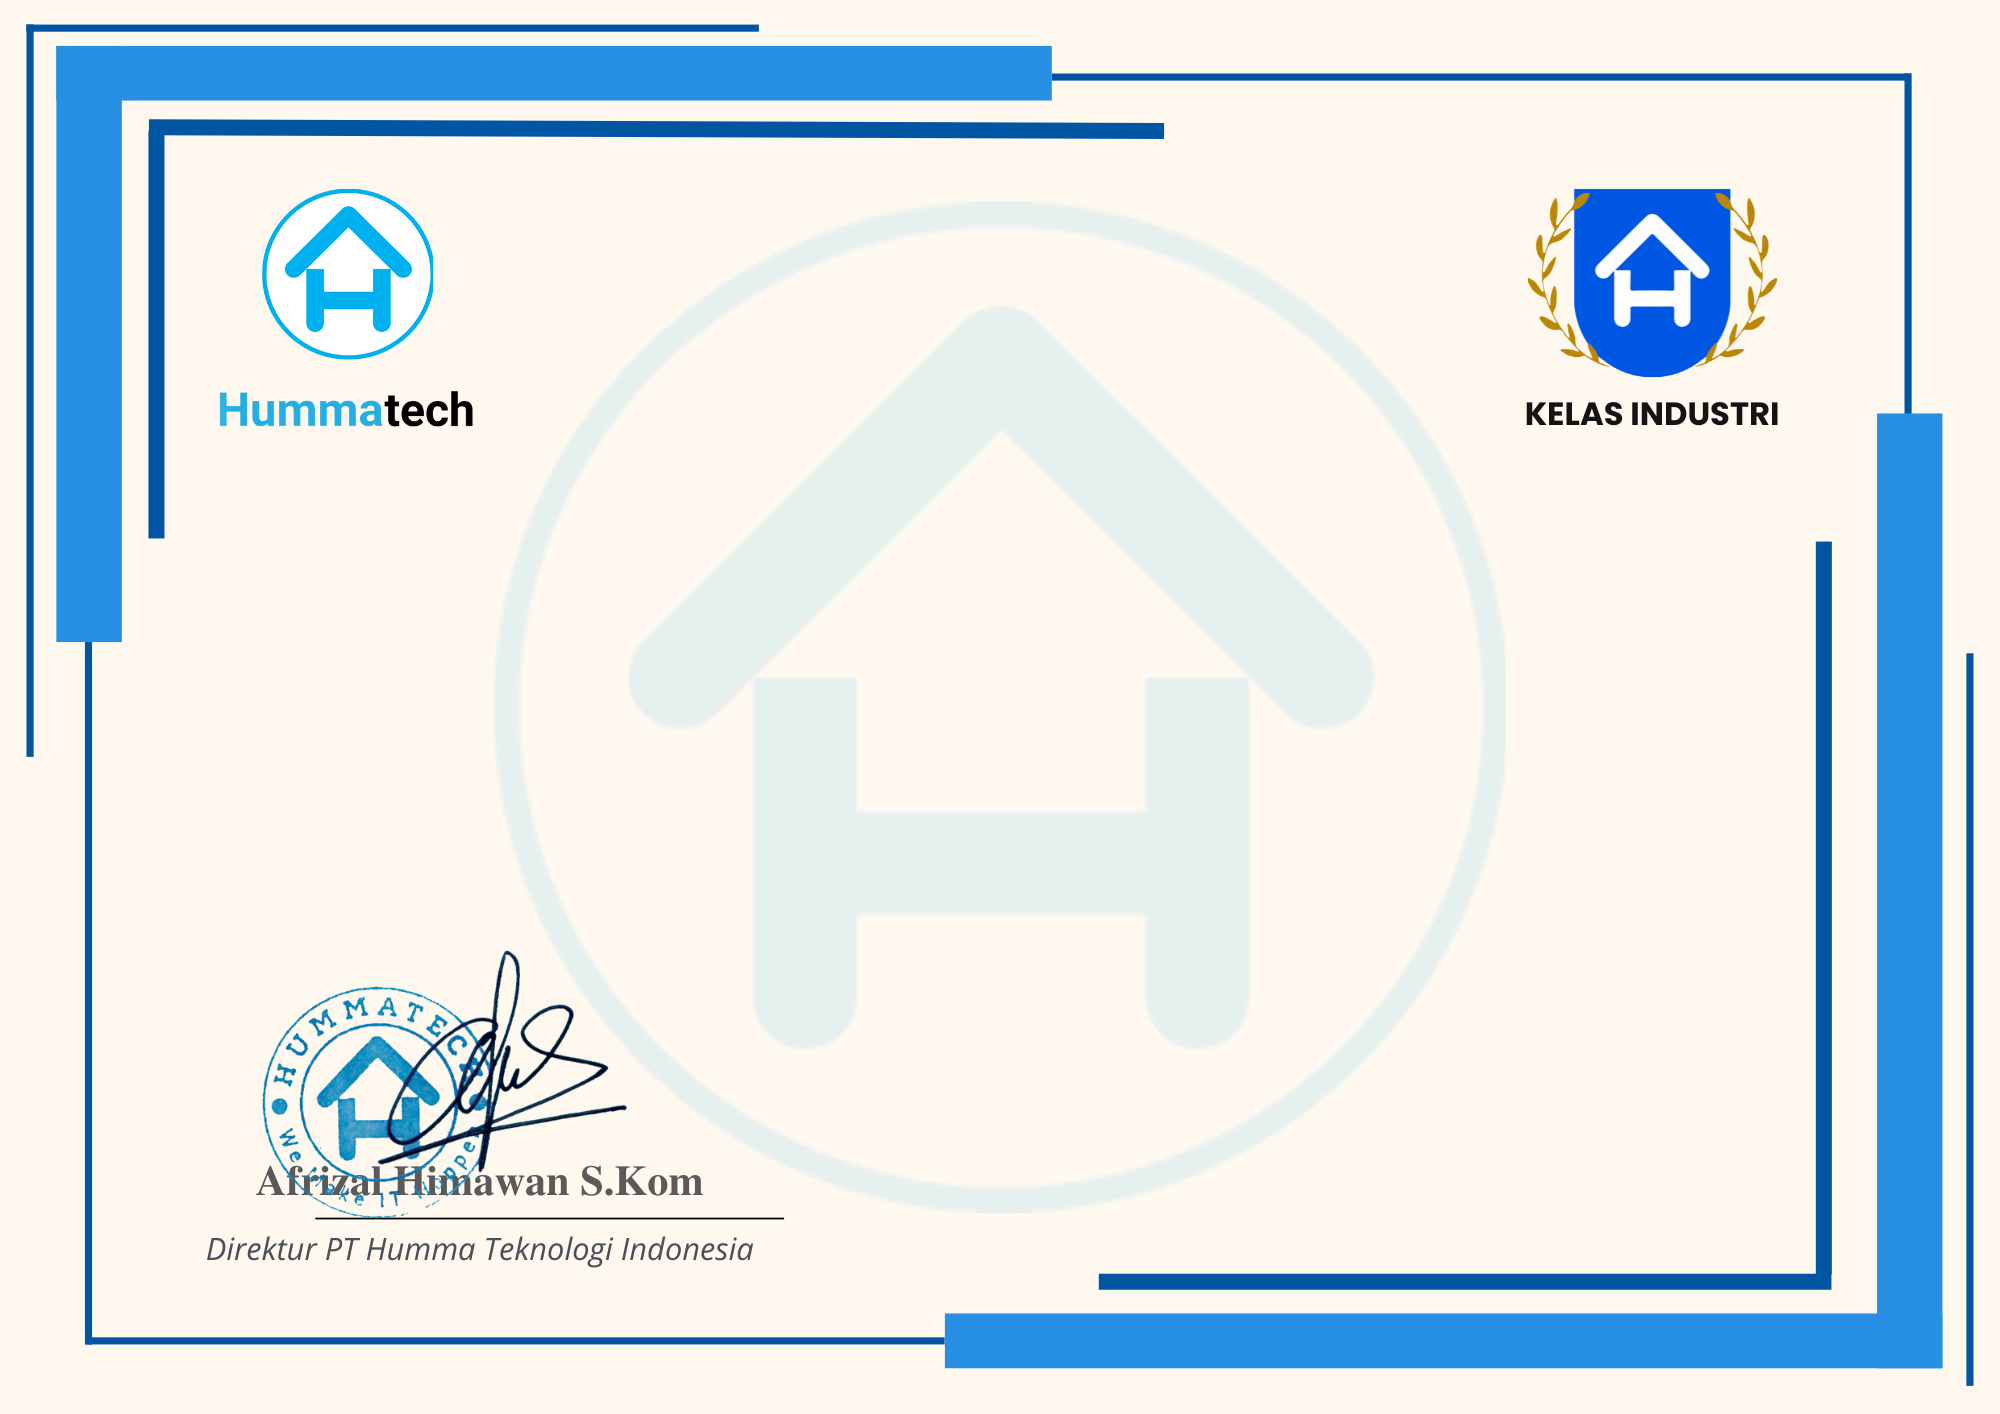 Hummatech
KELAS INDUSTRI
HUMMATECH
We Make IT Happen
Afrizal Himawan S.Kom
Direktur PT Humma Teknologi Indonesia